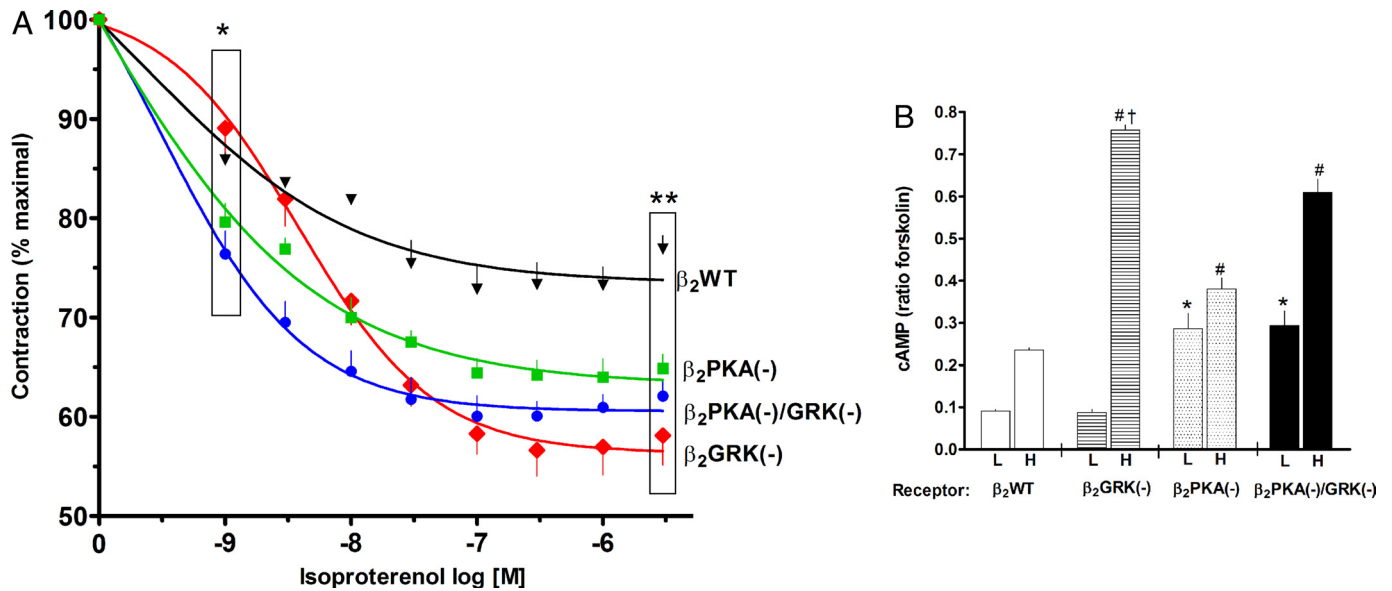 A
100
90
80
70
60
50
Contraction (% maximal)
*
**
β₂WT
β₂PKA(-)
β₂PKA(-)/GRK(-)
β₂GRK(-)
0 -9 -8 -7 -6
Isoproterenol log [M]
B
0.8
0.7
0.6
0.5
0.4
0.3
0.2
0.1
0.0
cAMP (ratio forskolin)
#†
* # * #
L H L H L H L H
Receptor: β₂WT β₂GRK(-) β₂PKA(-) β₂PKA(-)/GRK(-)